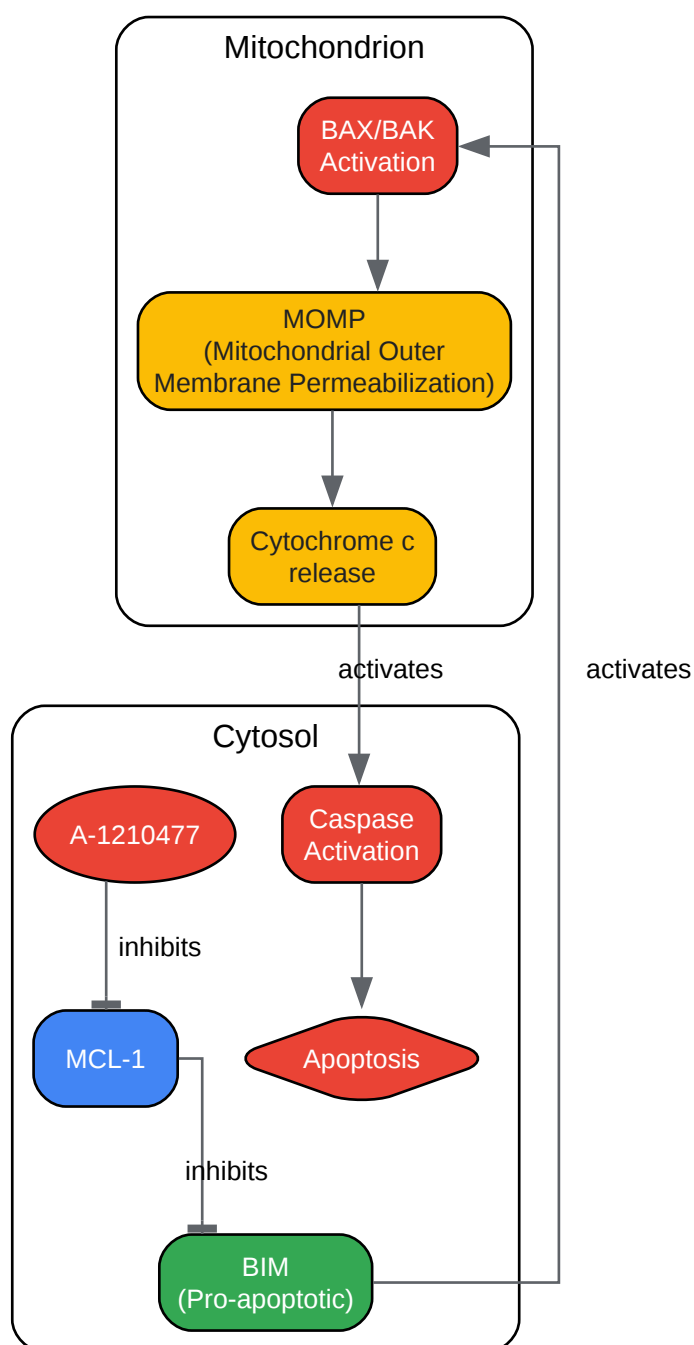 Mitochondrion
BAX/BAK
Activation
MOMP
(Mitochondrial Outer
Membrane Permeabilization)
Cytochrome c
release
activates
activates
Cytosol
A-1210477
Caspase
Activation
inhibits
MCL-1
Apoptosis
inhibits
BIM
(Pro-apoptotic)